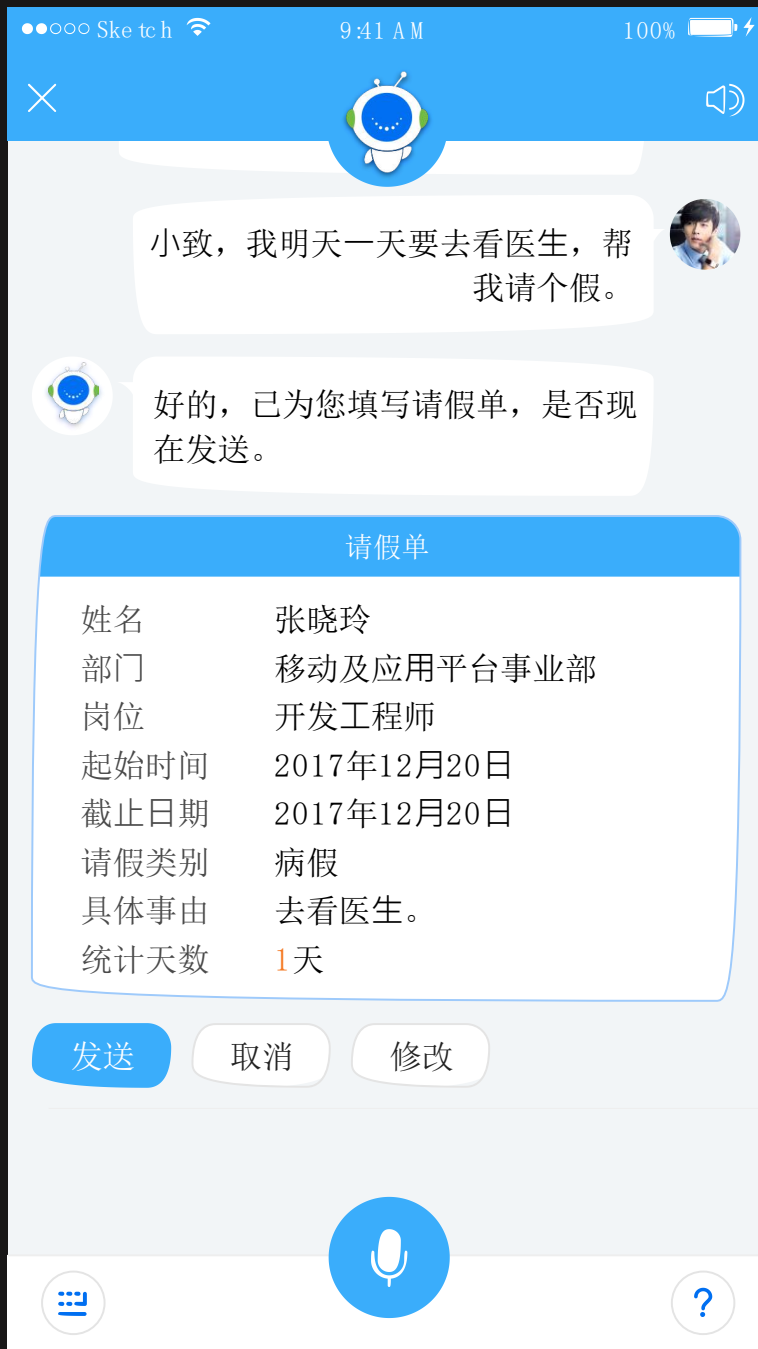 Sketch 9:41 AM 100%
小致，我明天一天要去看医生，帮
我请个假。
好的，已为您填写请假单，是否现
在发送。
请假单
姓名 张晓玲
部门 移动及应用平台事业部
岗位 开发工程师
起始时间 2017年12月20日
截止日期 2017年12月20日
请假类别 病假
具体事由 去看医生。
统计天数 1天
发送 取消 修改
?